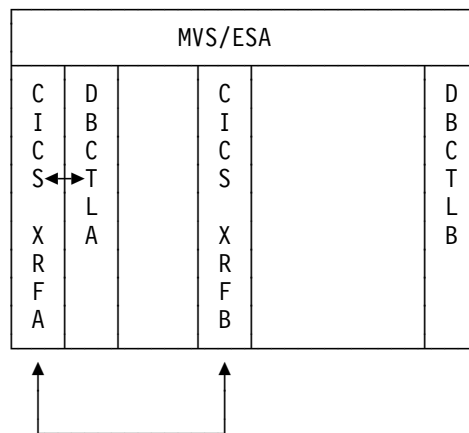 MVS/ESA
CICS XRFA
DBCTLA
CICS XRFB
DBCTLB